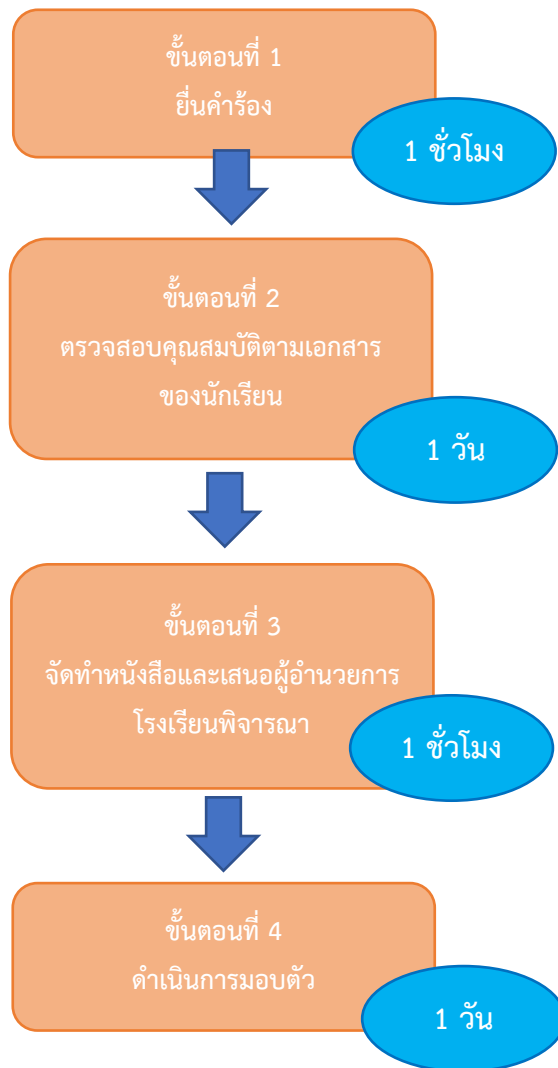 ขั้นตอนที่ 1
ยื่นคำร้อง
1 ชั่วโมง
ขั้นตอนที่ 2
ตรวจสอบคุณสมบัติตามเอกสาร
ของนักเรียน
1 วัน
ขั้นตอนที่ 3
จัดทำหนังสือและเสนอผู้อำนวยการ
โรงเรียนพิจารณา
1 ชั่วโมง
ขั้นตอนที่ 4
ดำเนินการมอบตัว
1 วัน